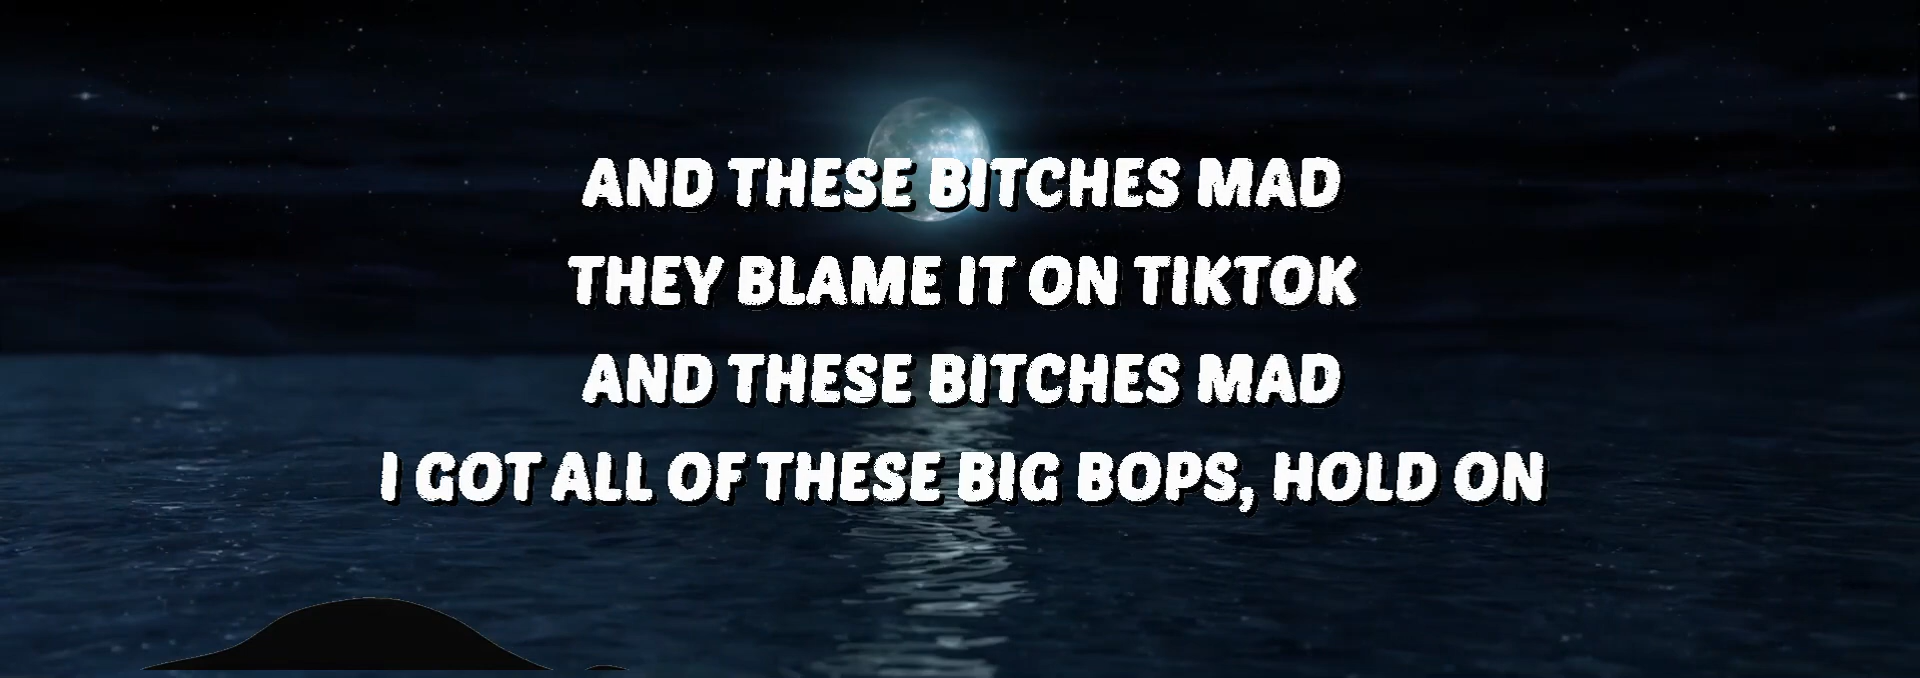 AND THESE BITCHES MAD
THEY BLAME IT ON TIKTOK
AND THESE BITCHES MAD
I GOT ALL OF THESE BIG BOPS, HOLD ON